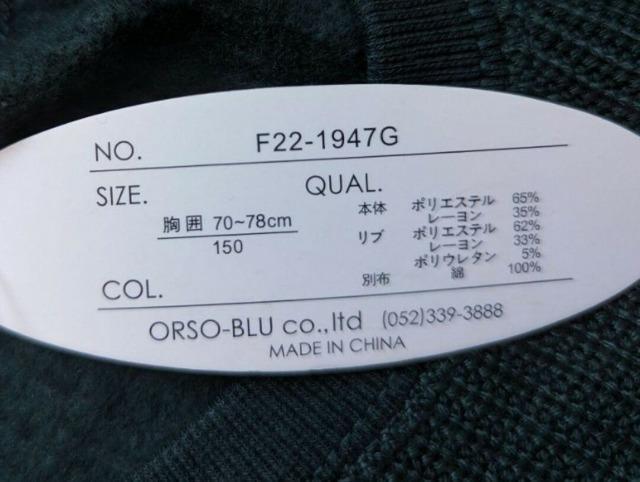 NO. F22-1947G
SIZE. QUAL.
胸囲 70~78cm
150
本体 ポリエステル 65%
レーヨン 35%
リブ ポリエステル 62%
レーヨン 33%
ポリウレタン 5%
別布 綿 100%
COL.
ORSO-BLU co.,ltd (052)339-3888
MADE IN CHINA